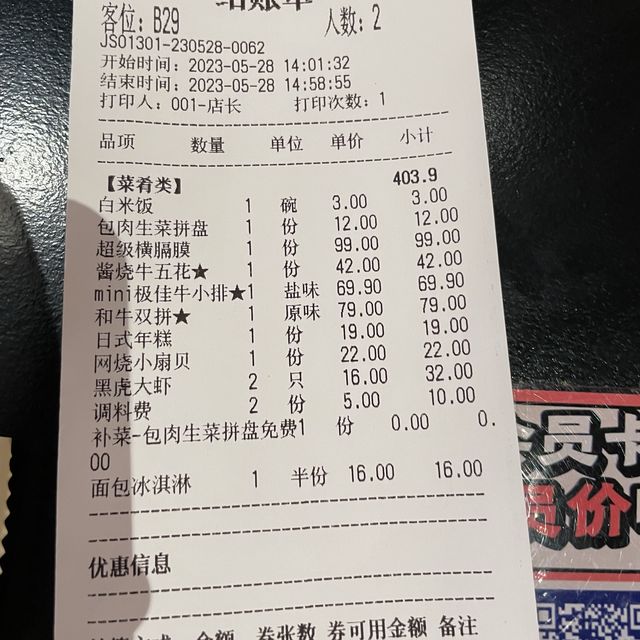 结账单
客位: B29 人数: 2
JS01301-230528-0062
开始时间: 2023-05-28 14:01:32
结束时间: 2023-05-28 14:58:55
打印人: 001-店长 打印次数: 1
品项 数量 单位 单价 小计
【菜肴类】 403.9
白米饭 1 碗 3.00 3.00
包肉生菜拼盘 1 份 12.00 12.00
超级横膈膜 1 份 99.00 99.00
酱烧牛五花★ 1 份 42.00 42.00
mini极佳牛小排★1 盐味 69.90 69.90
和牛双拼★ 1 原味 79.00 79.00
日式年糕 1 份 19.00 19.00
网烧小扇贝 1 份 22.00 22.00
黑虎大虾 2 只 16.00 32.00
调料费 2 份 5.00 10.00
补菜-包肉生菜拼盘免费1 份 0.00 0.
00
面包冰淇淋 1 半份 16.00 16.00
优惠信息
金额 券张数 券可用金额 备注
会员卡
员价